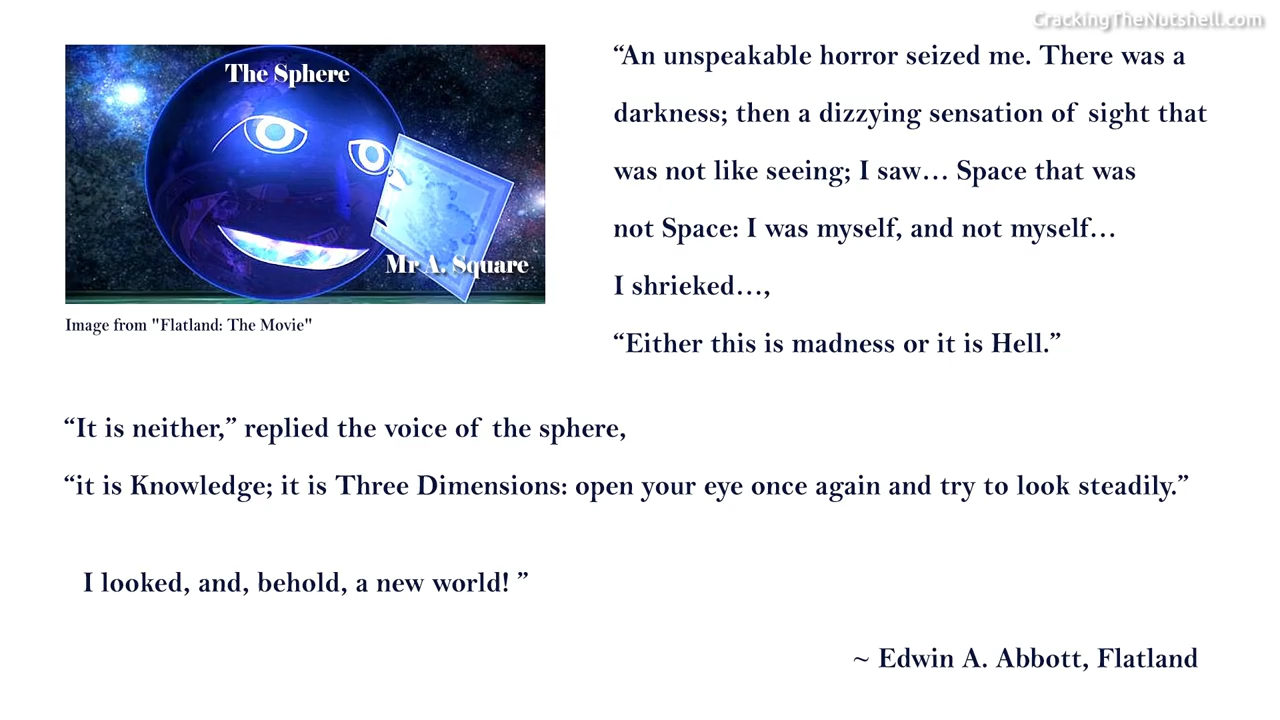 CrackingTheNutshell.com
The Sphere
Mr A. Square
Image from "Flatland: The Movie"
“An unspeakable horror seized me. There was a
darkness; then a dizzying sensation of sight that
was not like seeing; I saw… Space that was
not Space: I was myself, and not myself…
I shrieked…,
“Either this is madness or it is Hell.”
“It is neither,” replied the voice of the sphere,
“it is Knowledge; it is Three Dimensions: open your eye once again and try to look steadily.”
I looked, and, behold, a new world! ”
~ Edwin A. Abbott, Flatland